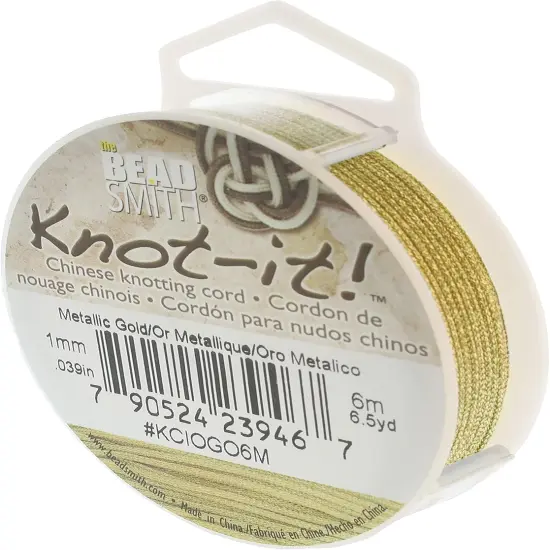 the
BEAD
SMITH®
Knot-it!™
Chinese knotting cord • Cordon de
nouage chinois • Cordón para nudos chinos
Metallic Gold/Or Metallique/Oro Metalico
1mm
.039in
6m
6.5yd
7 90524 23946 7
#KC10GO6M
www.beadsmith.com • Made in China/Fabriqué en Chine/Hecho en China